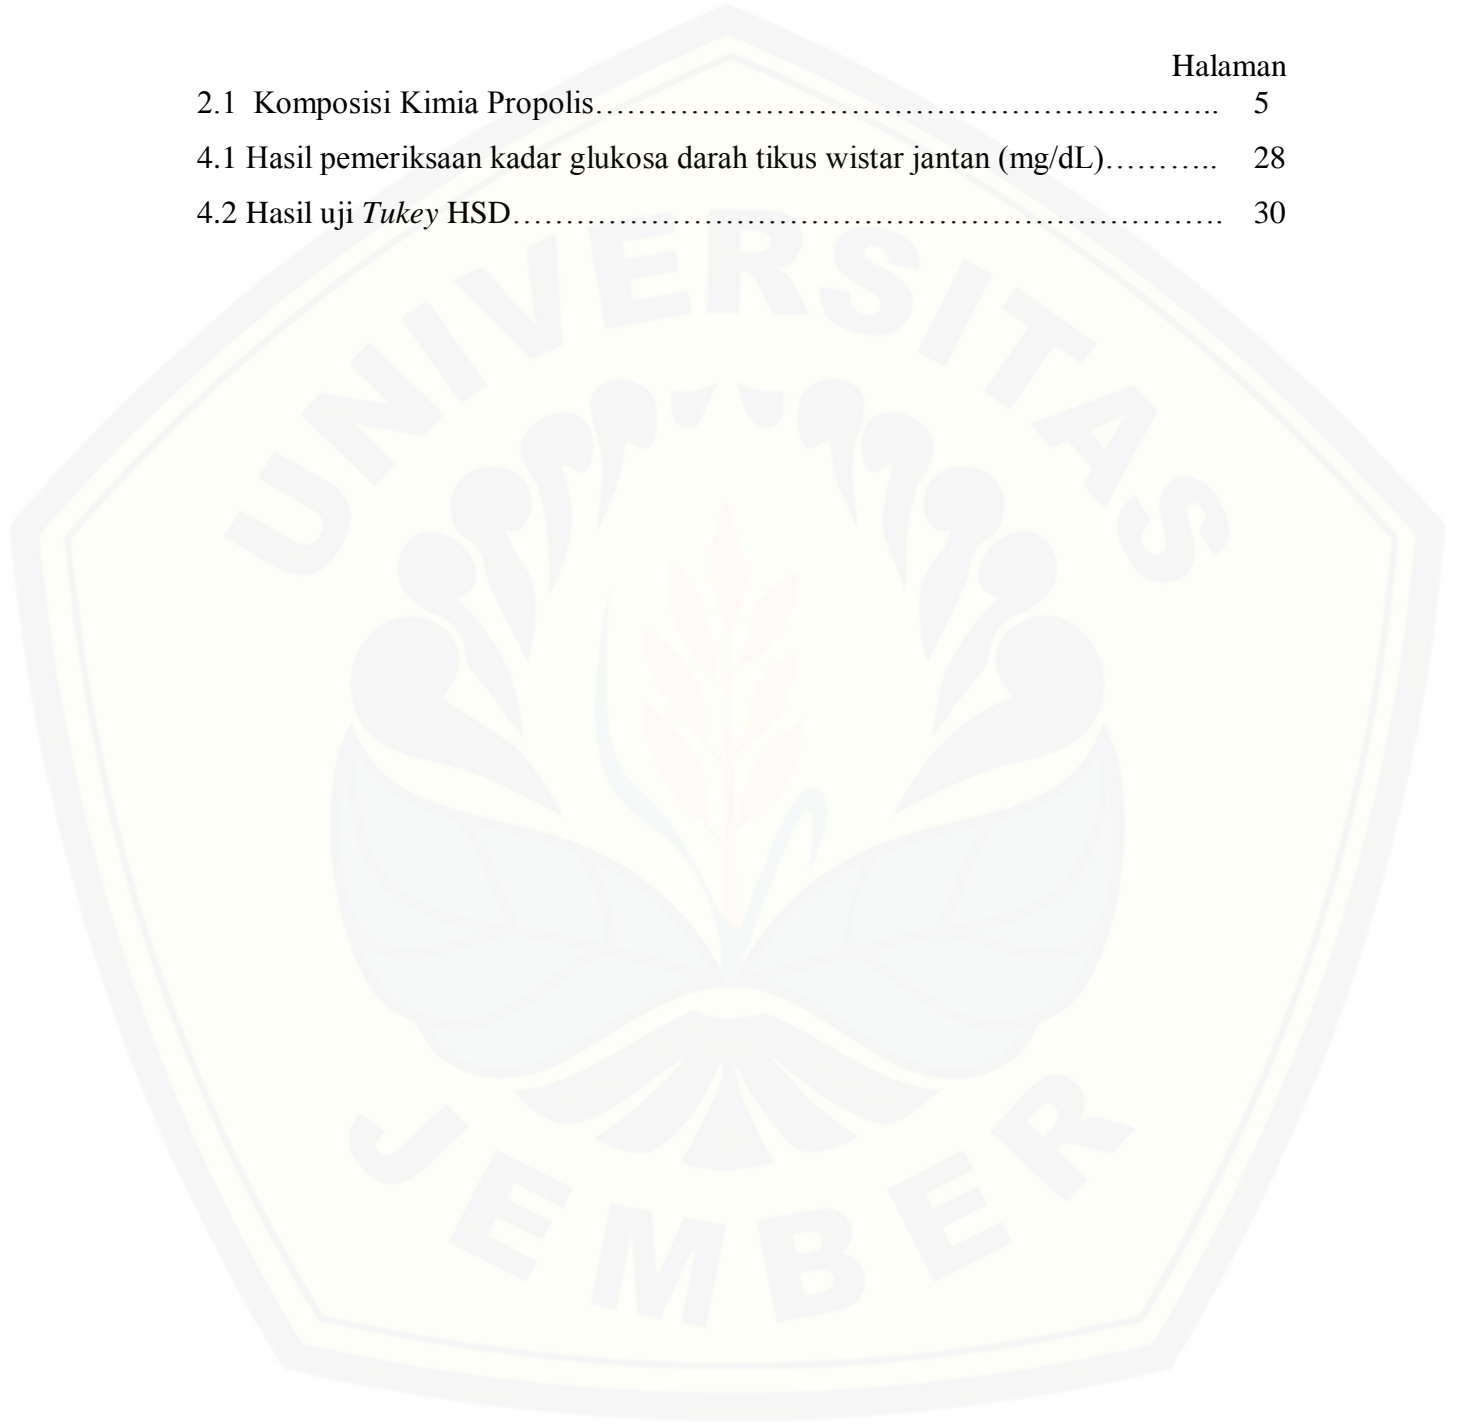 Halaman
2.1 Komposisi Kimia Propolis………………………………………………….. 5
4.1 Hasil pemeriksaan kadar glukosa darah tikus wistar jantan (mg/dL)……….. 28
4.2 Hasil uji Tukey HSD…………………………………………………………. 30
UNIVERSITAS
JEMBER